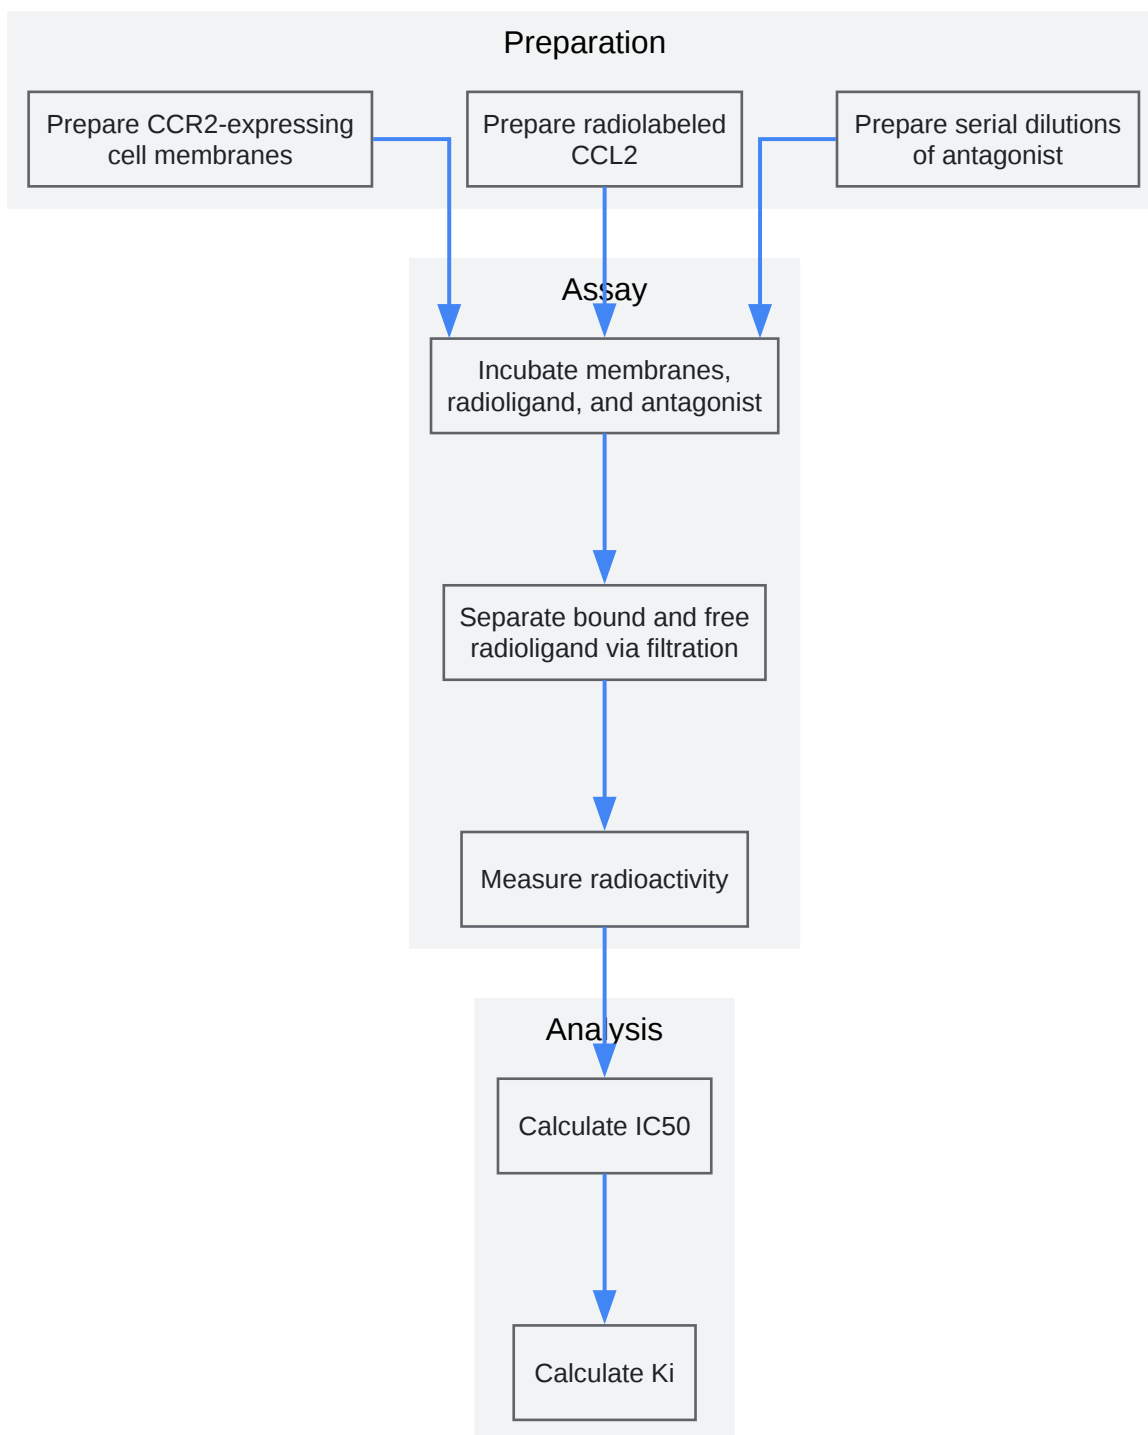 Preparation
Prepare CCR2-expressing
cell membranes
Prepare radiolabeled
CCL2
Prepare serial dilutions
of antagonist
Assay
Incubate membranes,
radioligand, and antagonist
Separate bound and free
radioligand via filtration
Measure radioactivity
Analysis
Calculate IC50
Calculate Ki